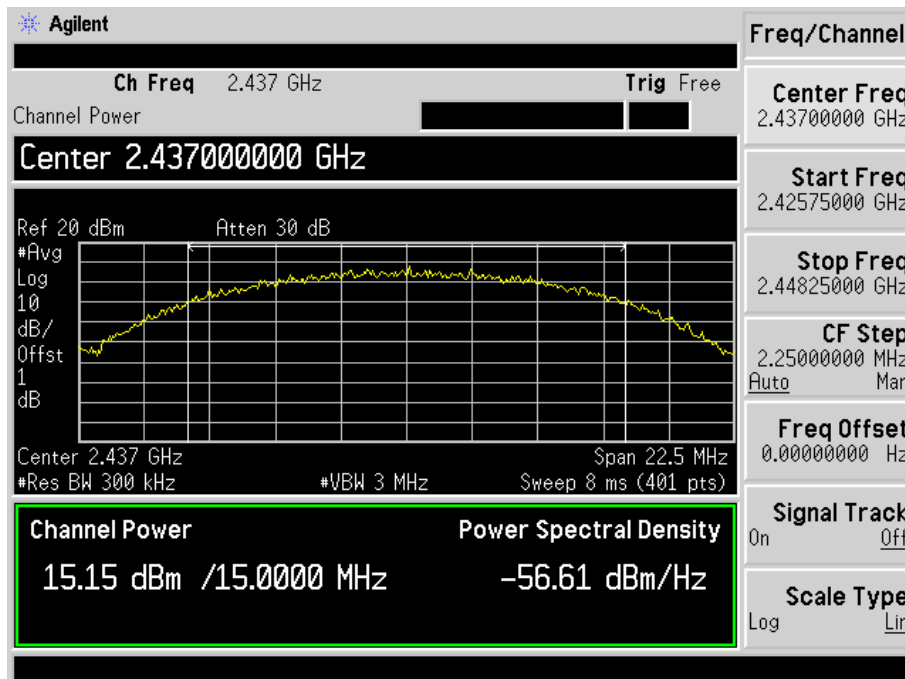 Agilent
Freq/Channel
Ch Freq 2.437 GHz Trig Free
Channel Power
Center 2.437000000 GHz
Ref 20 dBm Atten 30 dB
#Avg
Log
10
dB/
Offst
1
dB
Center 2.437 GHz Span 22.5 MHz
#Res BW 300 kHz #VBW 3 MHz Sweep 8 ms (401 pts)
Channel Power Power Spectral Density
15.15 dBm /15.0000 MHz -56.61 dBm/Hz
Center Freq
2.43700000 GHz
Start Freq
2.42575000 GHz
Stop Freq
2.44825000 GHz
CF Step
2.25000000 MHz
Auto Man
Freq Offset
0.00000000 Hz
Signal Track
On Off
Scale Type
Log Lin